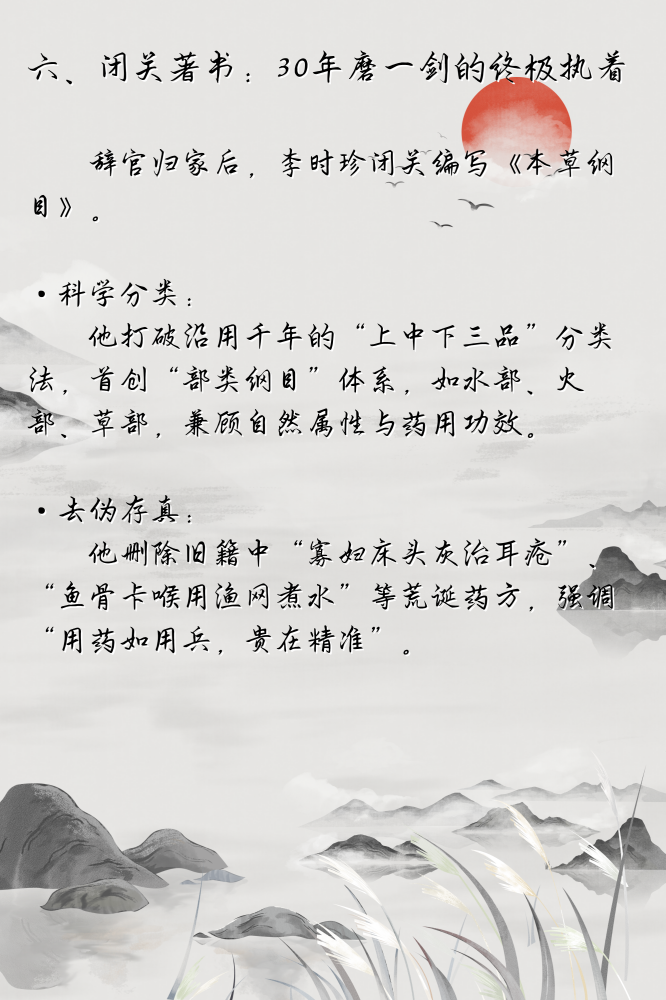 六、闭关著书：30年磨一剑的终极执着
辞官归家后，李时珍闭关编写《本草纲
目》。
·科学分类：
他打破沿用千年的“上中下三品”分类
法，首创“部类纲目”体系，如水部、火
部、草部，兼顾自然属性与药用功效。
·去伪存真：
他删除旧籍中“寡妇床头灰治耳疮”、
“鱼骨卡喉用渔网煮水”等荒诞药方，强调
“用药如用兵，贵在精准”。